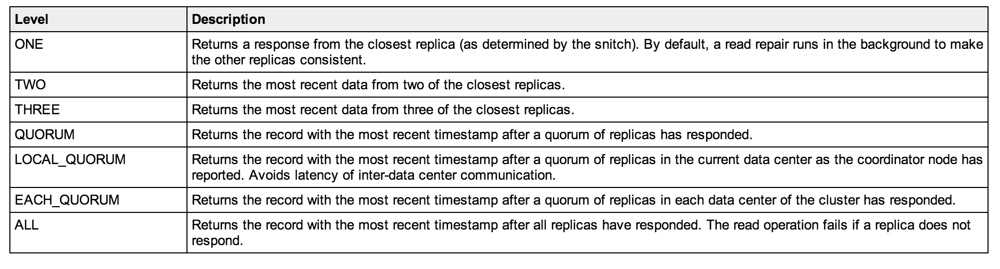 Level Description
ONE Returns a response from the closest replica (as determined by the snitch). By default, a read repair runs in the background to make
the other replicas consistent.
TWO Returns the most recent data from two of the closest replicas.
THREE Returns the most recent data from three of the closest replicas.
QUORUM Returns the record with the most recent timestamp after a quorum of replicas has responded.
LOCAL_QUORUM Returns the record with the most recent timestamp after a quorum of replicas in the current data center as the coordinator node has
reported. Avoids latency of inter-data center communication.
EACH_QUORUM Returns the record with the most recent timestamp after a quorum of replicas in each data center of the cluster has responded.
ALL Returns the record with the most recent timestamp after all replicas have responded. The read operation fails if a replica does not
respond.